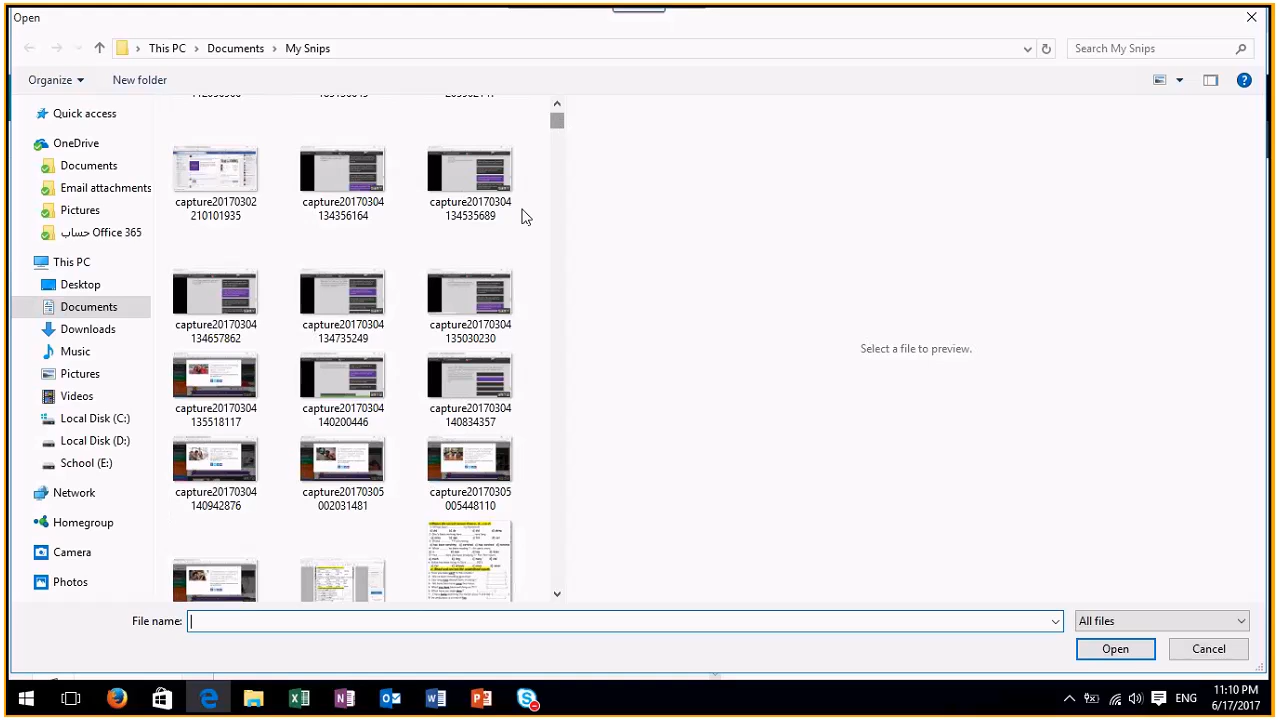 Open
This PC
Documents
My Snips
Search My Snips
Organize
New folder
Quick access
OneDrive
Documents
Email attachments
Pictures
حساب Office 365
This PC
Desktop
Documents
Downloads
Music
Pictures
Videos
Local Disk (C:)
Local Disk (D:)
School (E:)
Network
Homegroup
Camera
Photos
capture20170302
210101935
capture20170304
134356164
capture20170304
134535689
capture20170304
134657862
capture20170304
134735249
capture20170304
135030230
capture20170304
135518117
capture20170304
140200446
capture20170304
140834357
capture20170304
140942876
capture20170305
002031481
capture20170305
005448110
Select a file to preview.
File name:
All files
Open
Cancel
ENG
11:10 PM
6/17/2017